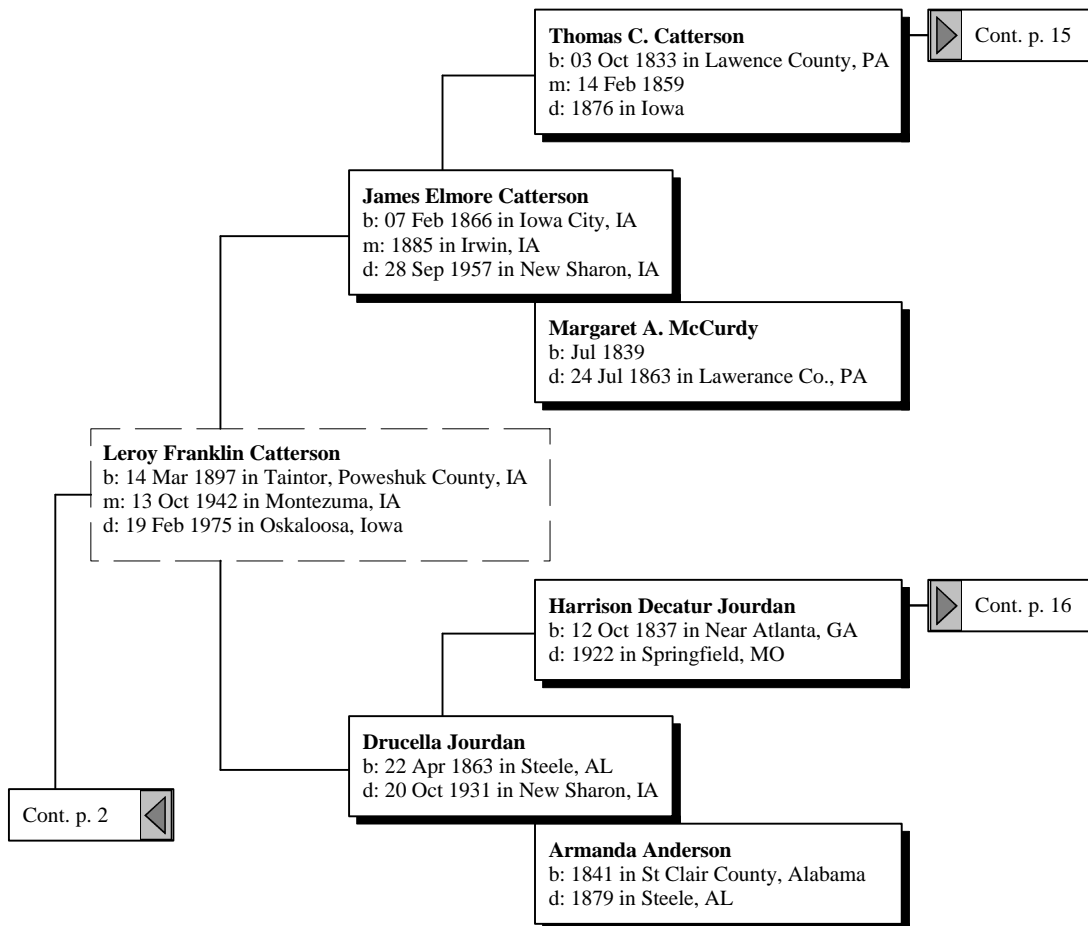 Thomas C. Catterson
b: 03 Oct 1833 in Lawence County, PA
m: 14 Feb 1859
d: 1876 in Iowa
Cont. p. 15
James Elmore Catterson
b: 07 Feb 1866 in Iowa City, IA
m: 1885 in Irwin, IA
d: 28 Sep 1957 in New Sharon, IA
Margaret A. McCurdy
b: Jul 1839
d: 24 Jul 1863 in Lawerance Co., PA
Leroy Franklin Catterson
b: 14 Mar 1897 in Taintor, Poweshuk County, IA
m: 13 Oct 1942 in Montezuma, IA
d: 19 Feb 1975 in Oskaloosa, Iowa
Harrison Decatur Jourdan
b: 12 Oct 1837 in Near Atlanta, GA
d: 1922 in Springfield, MO
Cont. p. 16
Drucella Jourdan
b: 22 Apr 1863 in Steele, AL
d: 20 Oct 1931 in New Sharon, IA
Cont. p. 2
Armanda Anderson
b: 1841 in St Clair County, Alabama
d: 1879 in Steele, AL